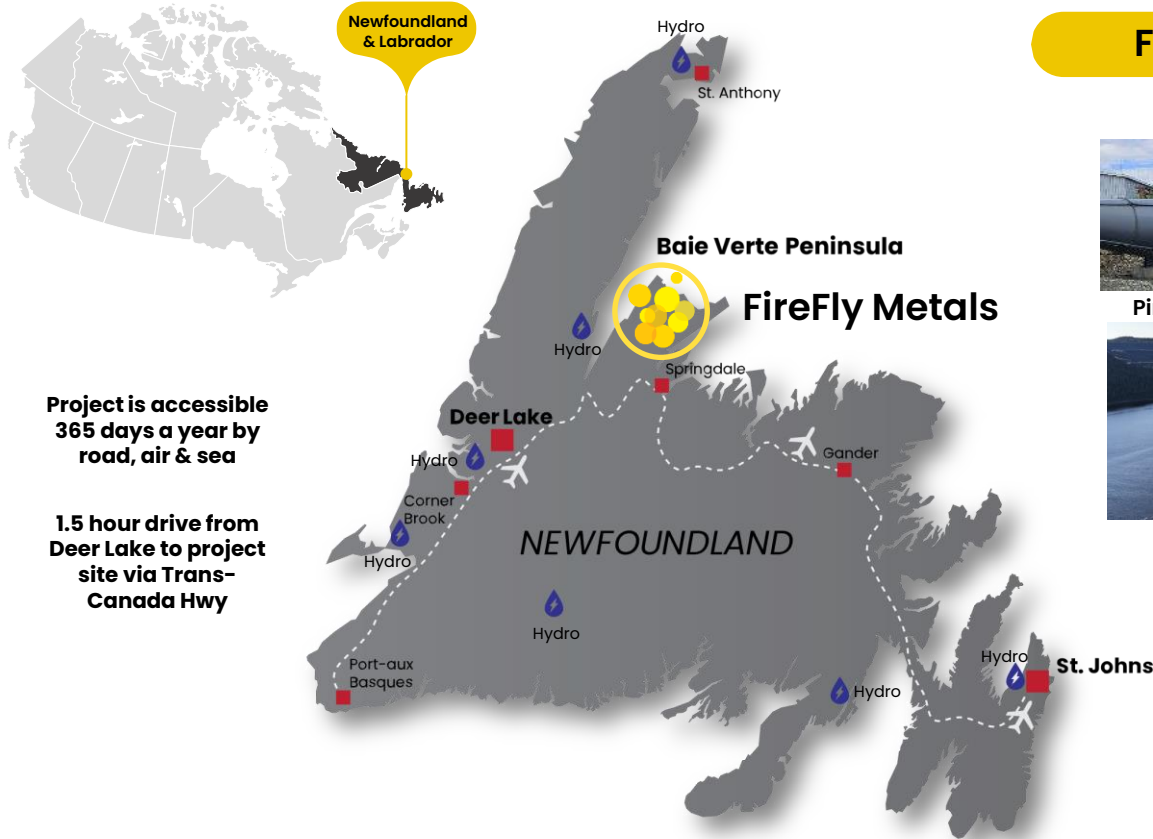 Newfoundland
& Labrador
Hydro
St. Anthony
F
Baie Verte Peninsula
FireFly Metals
Pi
Hydro
Springdale
Project is accessible
365 days a year by
road, air & sea
Deer Lake
Hydro
Gander
Corner
Brook
1.5 hour drive from
Deer Lake to project
site via Trans-
Canada Hwy
Hydro
NEWFOUNDLAND
Hydro
Port-aux
Basques
Hydro
Hydro
St. Johns